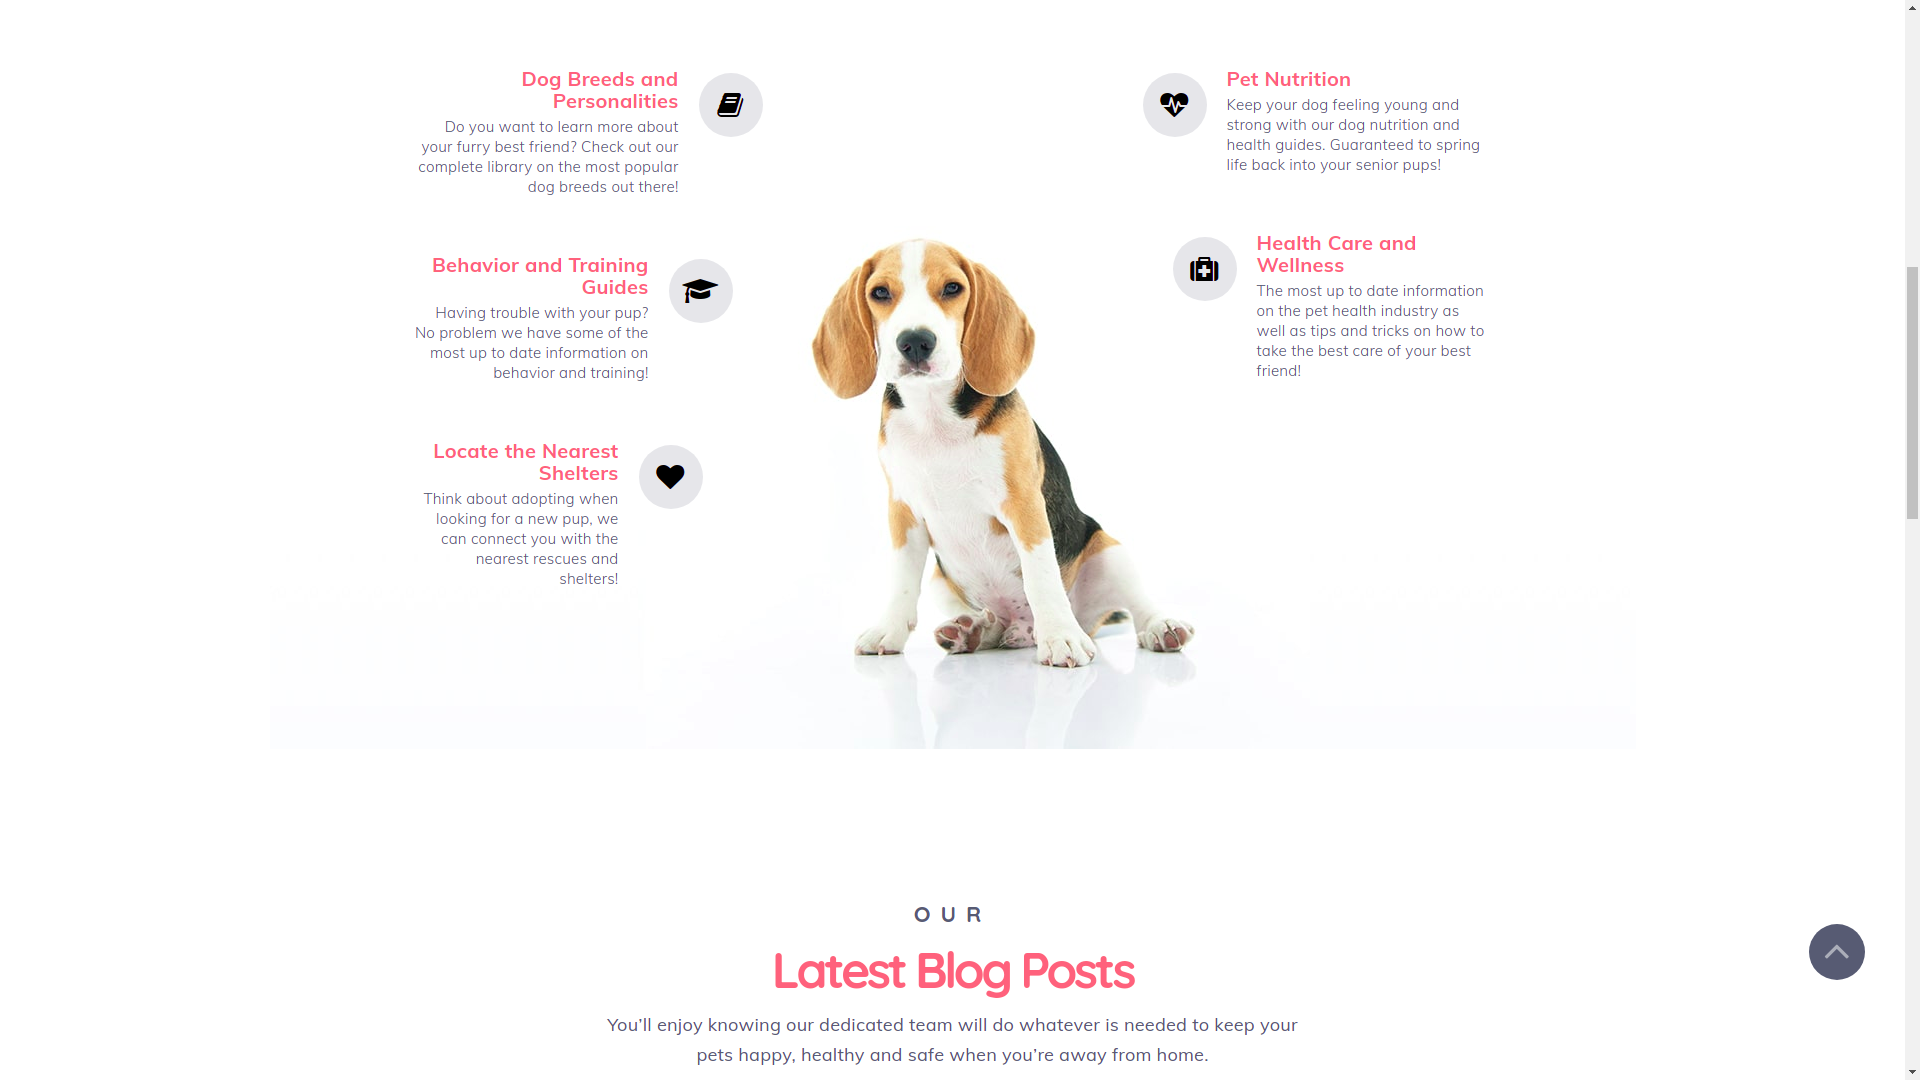 Dog Breeds and
Personalities
Do you want to learn more about
your furry best friend? Check out our
complete library on the most popular
dog breeds out there!
Behavior and Training
Guides
Having trouble with your pup?
No problem we have some of the
most up to date information on
behavior and training!
Locate the Nearest
Shelters
Think about adopting when
looking for a new pup, we
can connect you with the
nearest rescues and
shelters!
Pet Nutrition
Keep your dog feeling young and
strong with our dog nutrition and
health guides. Guaranteed to spring
life back into your senior pups!
Health Care and
Wellness
The most up to date information
on the pet health industry as
well as tips and tricks on how to
take the best care of your best
friend!
OUR
Latest Blog Posts
You’ll enjoy knowing our dedicated team will do whatever is needed to keep your
pets happy, healthy and safe when you’re away from home.